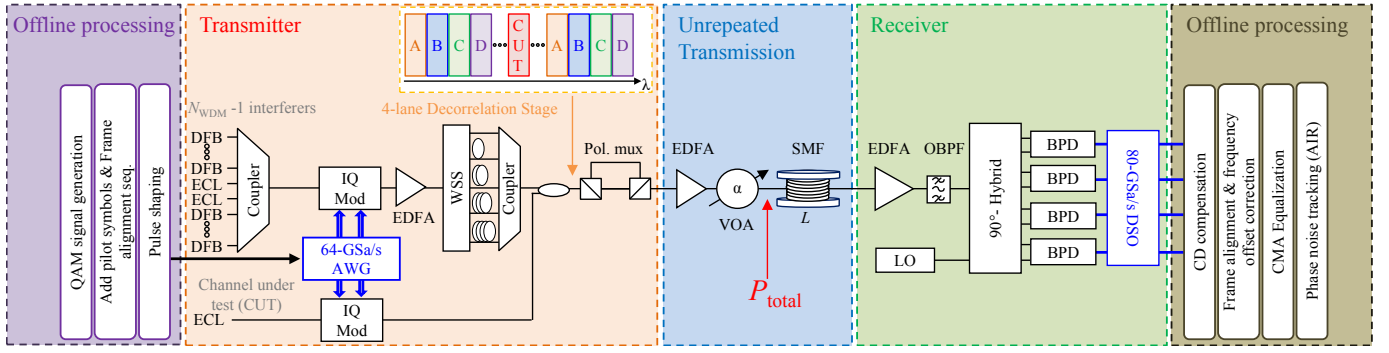 Offline processing
QAM signal generation
Add pilot symbols & Frame
alignment seq.
Pulse shaping
Transmitter
A
B
C
D
C
U
T
A
B
C
D
λ
4-lane Decorrelation Stage
N_WDM -1 interferers
DFB
DFB
ECL
ECL
DFB
DFB
Coupler
IQ
Mod
EDFA
WSS
Coupler
Pol. mux
64-GSa/s
AWG
Channel under
test (CUT)
ECL
IQ
Mod
Unrepeated
Transmission
EDFA
α
VOA
SMF
L
P_total
Receiver
EDFA
OBPF
LO
90°- Hybrid
BPD
BPD
BPD
BPD
80-GSa/s DSO
Offline processing
CD compensation
Frame alignment & frequency
offset correction
CMA Equalization
Phase noise tracking (AIR)